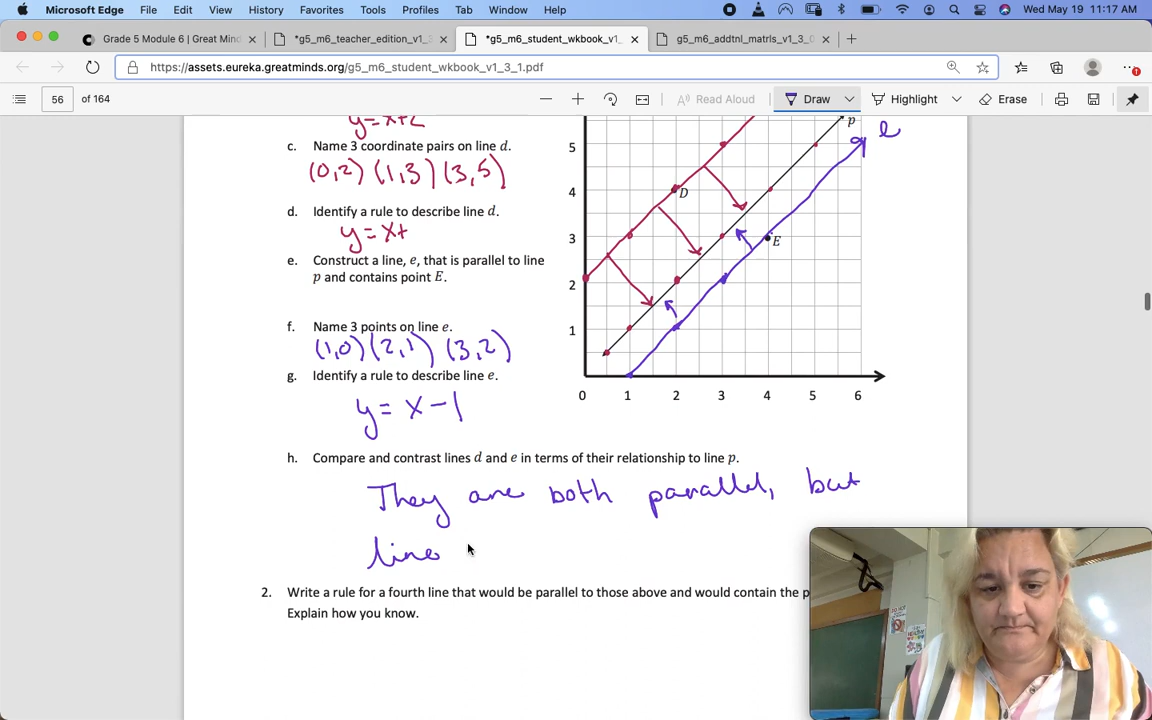 Microsoft Edge File Edit View History Favorites Tools Profiles Tab Window Help Wed May 19 11:17 AM
Grade 5 Module 6 | Great Mind *g5_m6_teacher_edition_v1_ *g5_m6_student_wkbook_v1_ g5_m6_addtnl_matrls_v1_3_
https://assets.eureka.greatminds.org/g5_m6_student_wkbook_v1_3_1.pdf
56 of 164 Read Aloud Draw Highlight Erase
y=x+2
c. Name 3 coordinate pairs on line d.
(0,2) (1,3) (3,5)
d. Identify a rule to describe line d.
y=x+
e. Construct a line, e, that is parallel to line
p and contains point E.
f. Name 3 points on line e.
(1,0) (2,1) (3,2)
g. Identify a rule to describe line e.
y= x-1
5
4
3
2
1
0 1 2 3 4 5 6
D
E
p
e
h. Compare and contrast lines d and e in terms of their relationship to line p.
They are both parallel, but
line
2. Write a rule for a fourth line that would be parallel to those above and would contain the p
Explain how you know.